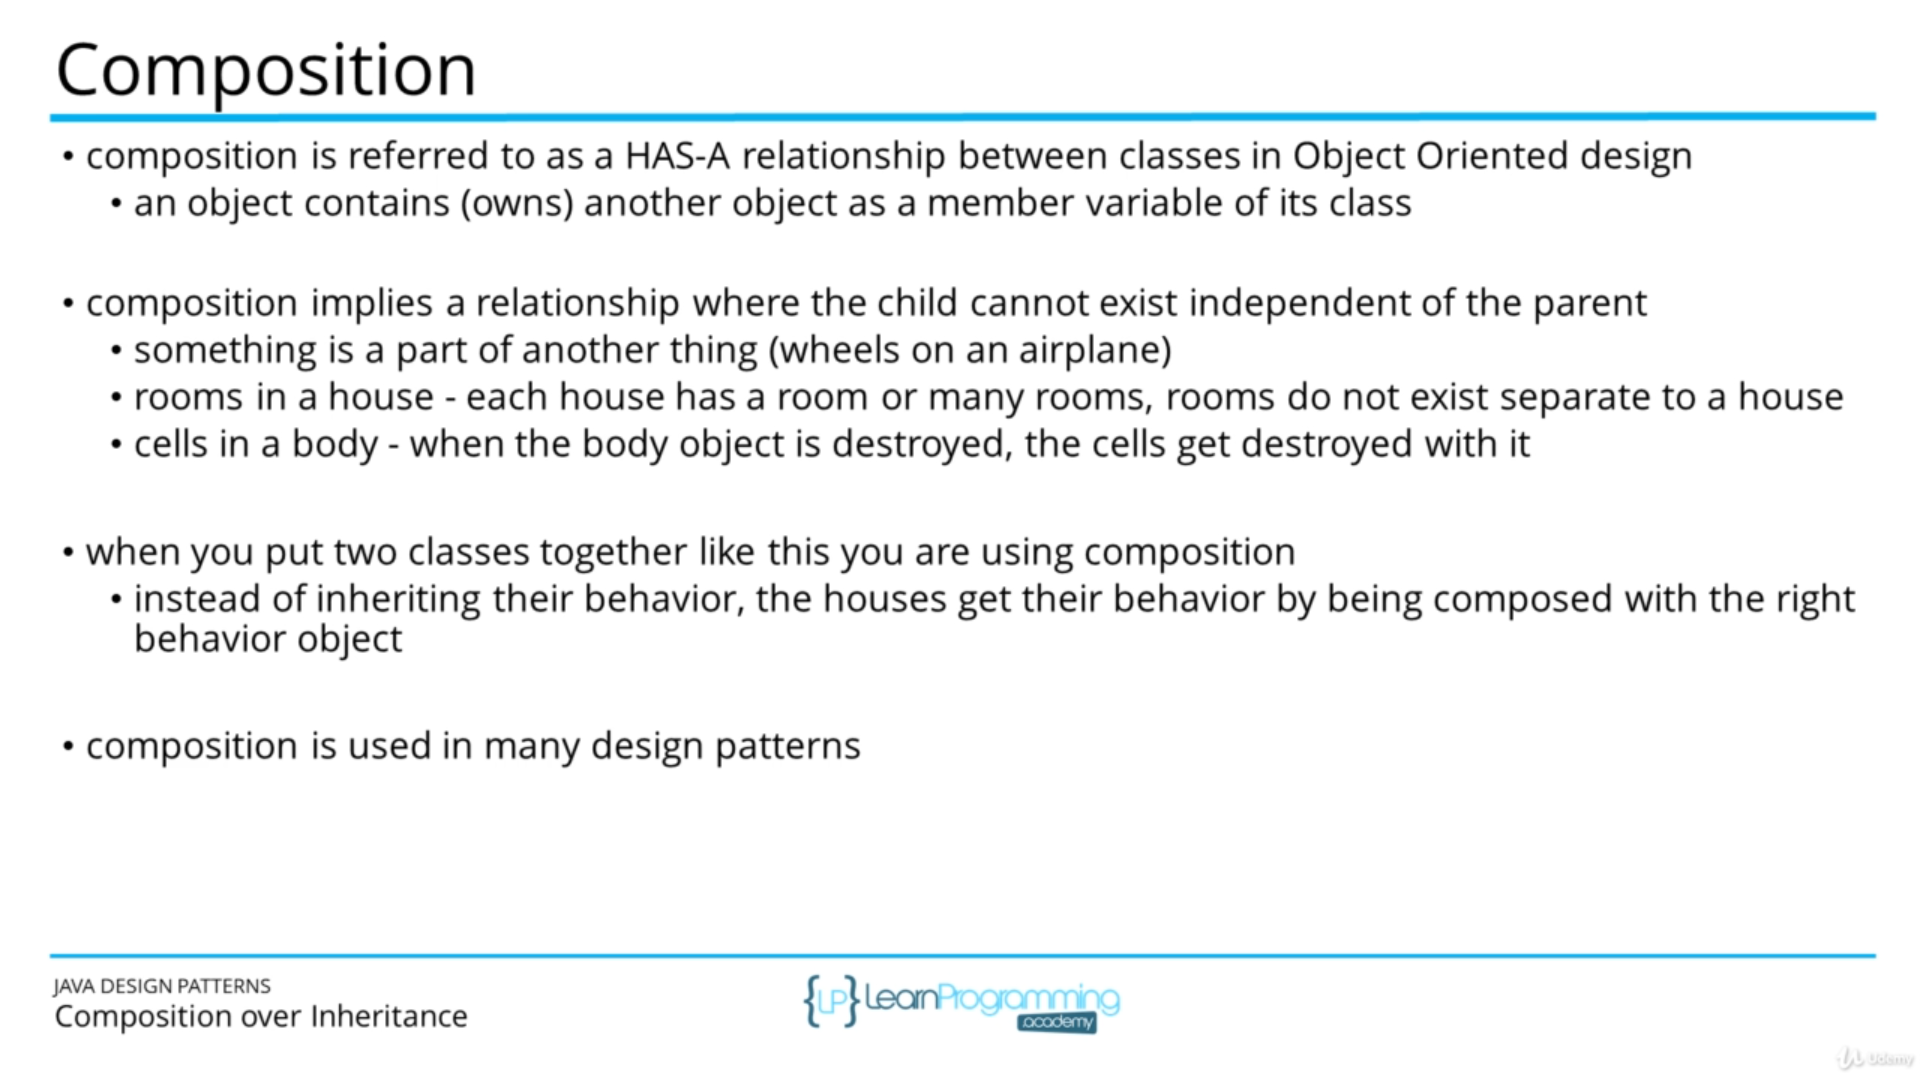 Composition
• composition is referred to as a HAS-A relationship between classes in Object Oriented design
• an object contains (owns) another object as a member variable of its class
• composition implies a relationship where the child cannot exist independent of the parent
• something is a part of another thing (wheels on an airplane)
• rooms in a house - each house has a room or many rooms, rooms do not exist separate to a house
• cells in a body - when the body object is destroyed, the cells get destroyed with it
• when you put two classes together like this you are using composition
• instead of inheriting their behavior, the houses get their behavior by being composed with the right
behavior object
• composition is used in many design patterns
JAVA DESIGN PATTERNS
Composition over Inheritance
{LP} LearnProgramming
academy
Udemy